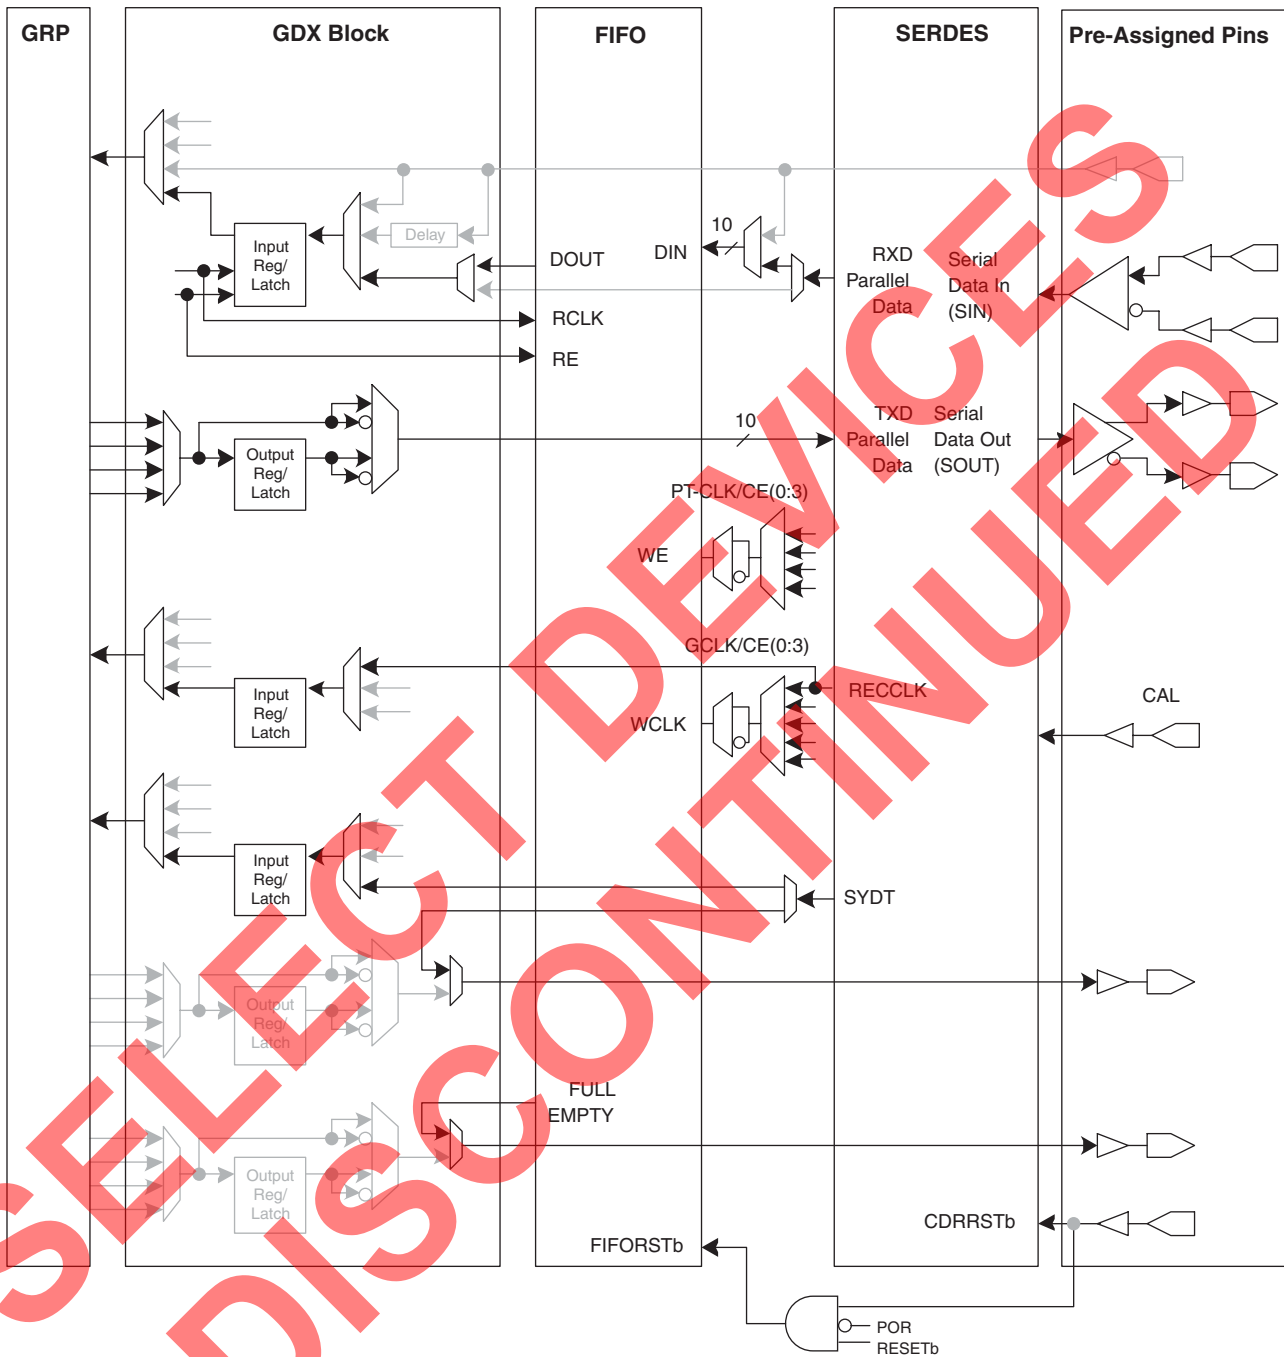 GRP
GDX Block
FIFO
SERDES
Pre-Assigned Pins
Delay
Input
Reg/
Latch
DOUT
DIN
10
RXD
Parallel
Data
Serial
Data In
(SIN)
RCLK
RE
Output
Reg/
Latch
10
TXD
Parallel
Data
Serial
Data Out
(SOUT)
PT-CLK/CE(0:3)
WE
GCLK/CE(0:3)
Input
Reg/
Latch
WCLK
RECCLK
CAL
Input
Reg/
Latch
SYDT
Output
Reg/
Latch
FULL
EMPTY
Output
Reg/
Latch
CDRRSTb
FIFORSTb
POR
RESETb
SELECT DEVICES
DISCONTINUED